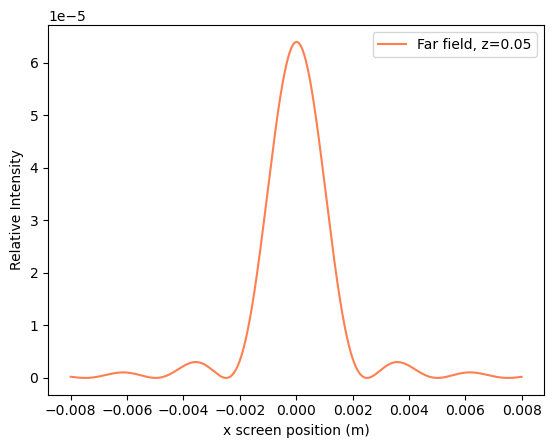 1e−5
Far field, z=0.05
6
5
4
3
2
1
0
Relative Intensity
−0.008 −0.006 −0.004 −0.002 0.000 0.002 0.004 0.006 0.008
x screen position (m)